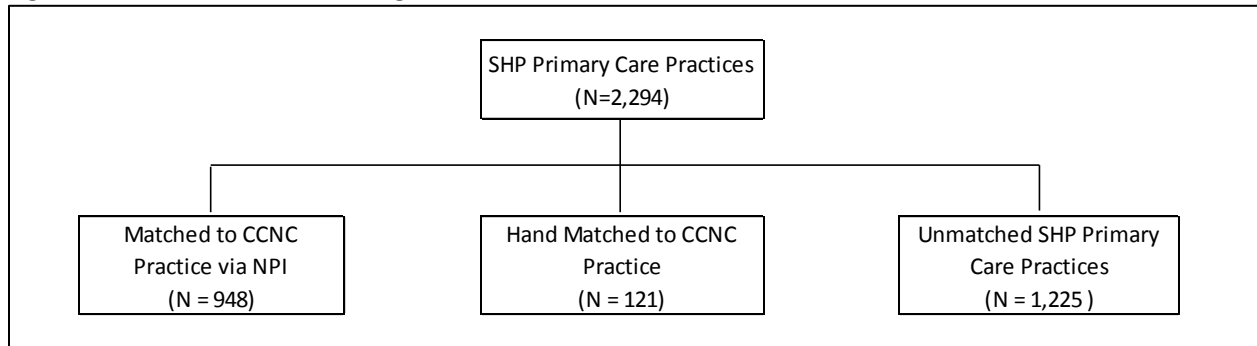 SHP Primary Care Practices
(N=2,294)
Matched to CCNC
Practice via NPI
(N = 948)
Hand Matched to CCNC
Practice
(N = 121)
Unmatched SHP Primary
Care Practices
(N = 1,225 )